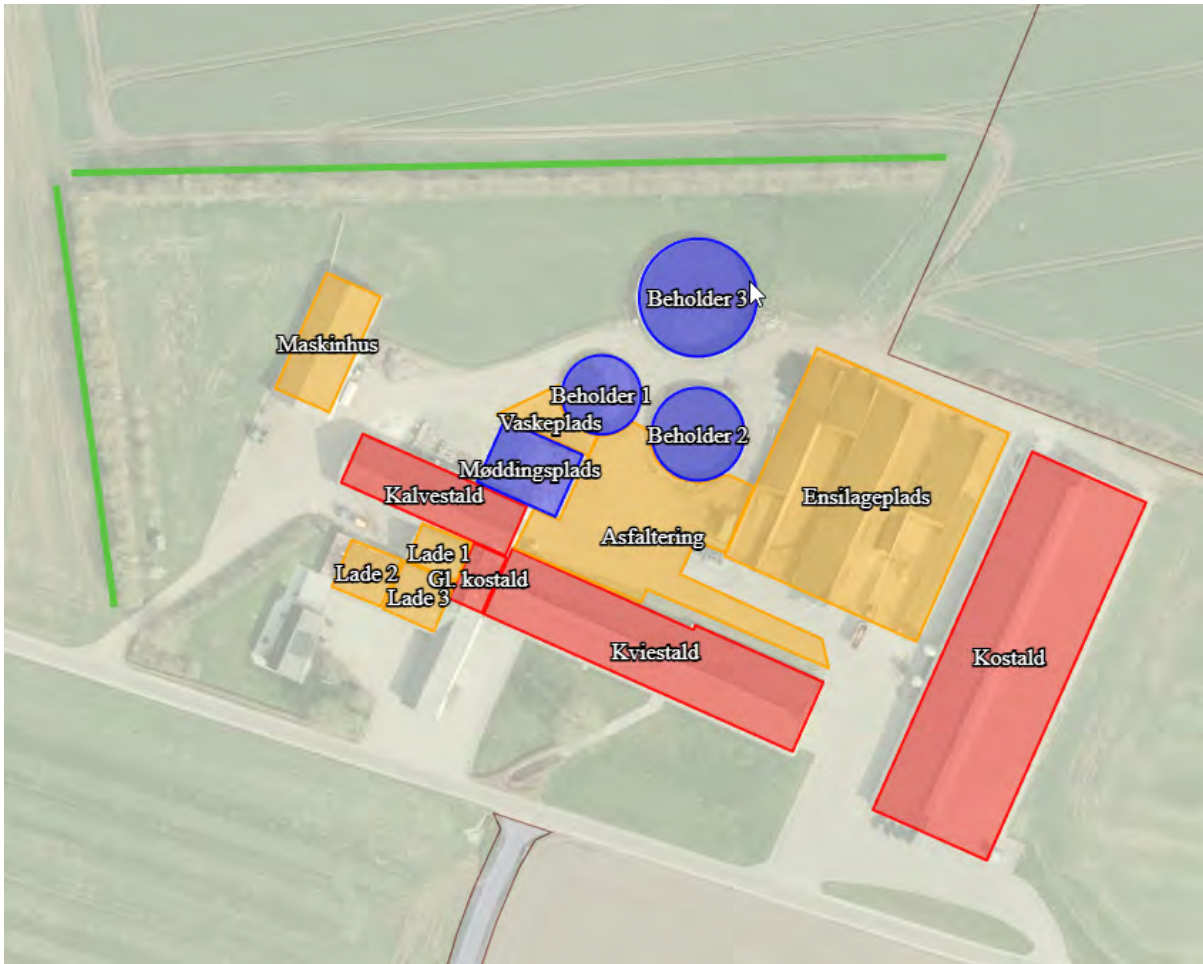 Beholder 3
Maskinhus
Beholder 1
Vaskeplads
Beholder 2
Møddingsplads
Kalvestald
Ensilageplads
Asfaltering
Lade 1
Lade 2
Gl. kostald
Lade 3
Kviestald
Kostald